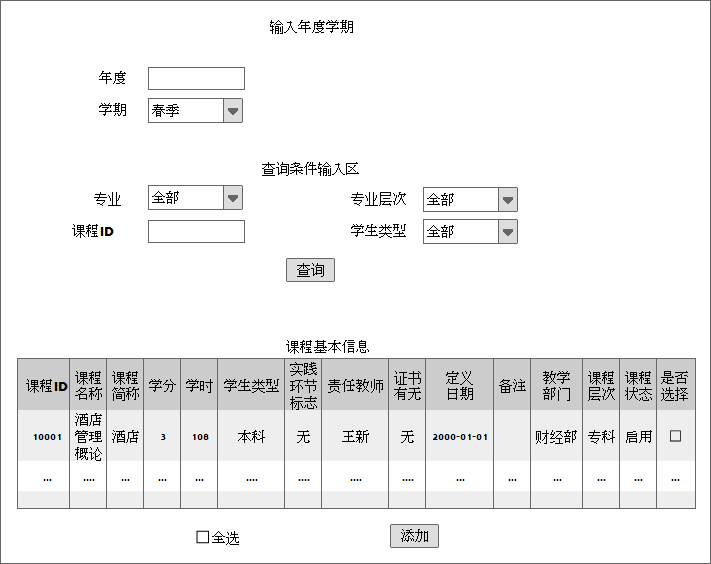 输入年度学期
年度
学期 春季
查询条件输入区
专业 全部 专业层次 全部
课程ID 学生类型 全部
查询
课程基本信息
课程ID 课程名称 课程简称 学分 学时 学生类型 实践环节标志 责任教师 证书有无 定义日期 备注 教学部门 课程层次 课程状态 是否选择
10001 酒店管理概论 酒店 3 108 本科 无 王新 无 2000-01-01 财经部 专科 启用
... .... ... ... ... .... .... .... .... ... ... ... ... ... ...
全选 添加